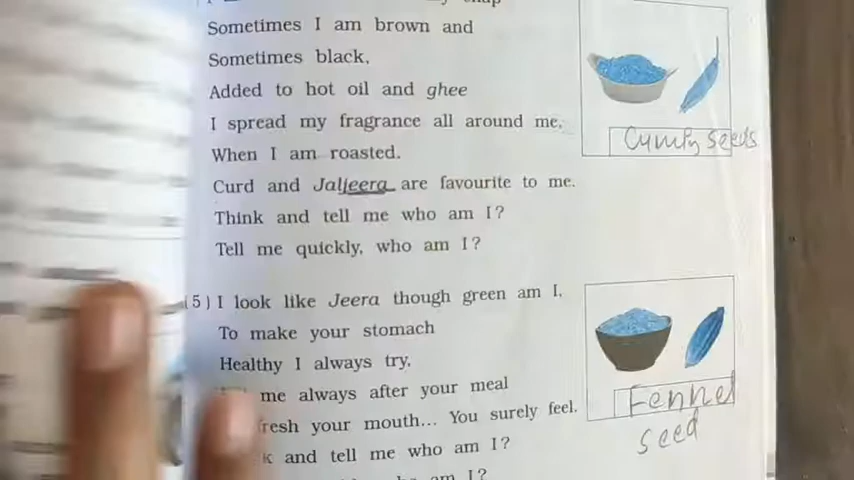 Sometimes I am brown and
Sometimes black,
Added to hot oil and ghee
I spread my fragrance all around me,
When I am roasted.
Curd and Jaljeera are favourite to me.
Think and tell me who am I?
Tell me quickly, who am I?
seeds
(5) I look like Jeera though green am I,
To make your stomach
Healthy I always try.
me always after your meal
resh your mouth... You surely feel.
k and tell me who am I?
am I?
Fennel
seed